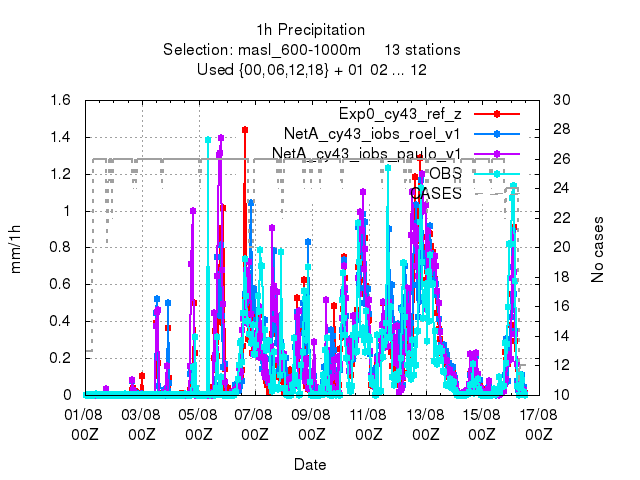 1h Precipitation
Selection: masl_600-1000m 13 stations
Used {00,06,12,18} + 01 02 ... 12
1.6
1.4
1.2
1
0.8
0.6
0.4
0.2
0
mm/1h
30
28
26
24
22
20
18
16
14
12
10
No cases
Exp0_cy43_ref_z
NetA_cy43_iobs_roel_v1
NetA_cy43_iobs_paulo_v1
OBS
CASES
01/08 03/08 05/08 07/08 09/08 11/08 13/08 15/08 17/08
00Z 00Z 00Z 00Z 00Z 00Z 00Z 00Z 00Z
Date